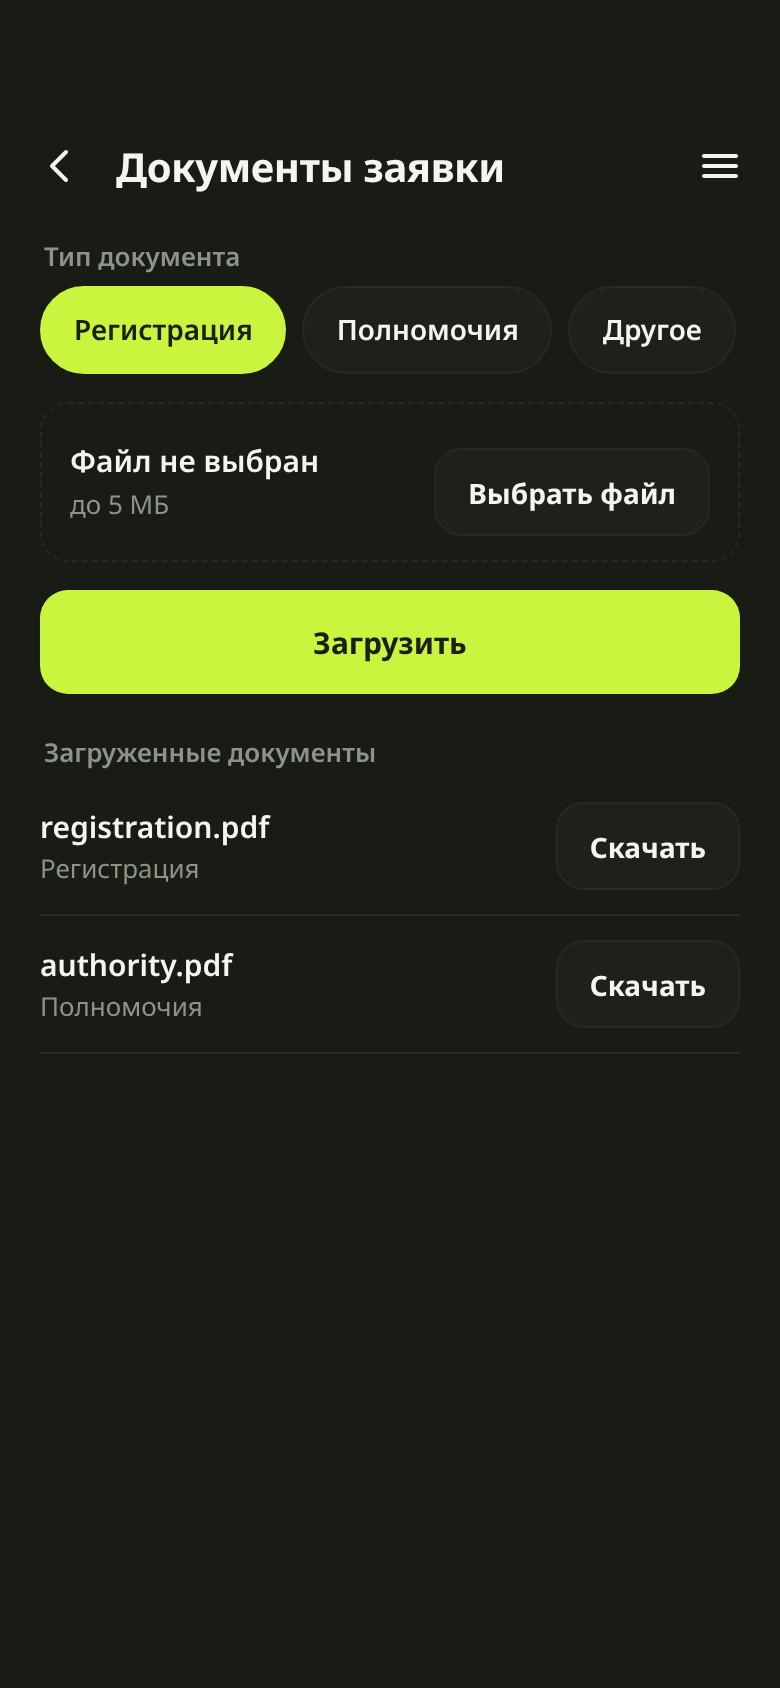 Документы заявки
Тип документа
Регистрация
Полномочия
Другое
Файл не выбран
до 5 МБ
Выбрать файл
Загрузить
Загруженные документы
registration.pdf
Регистрация
Скачать
authority.pdf
Полномочия
Скачать